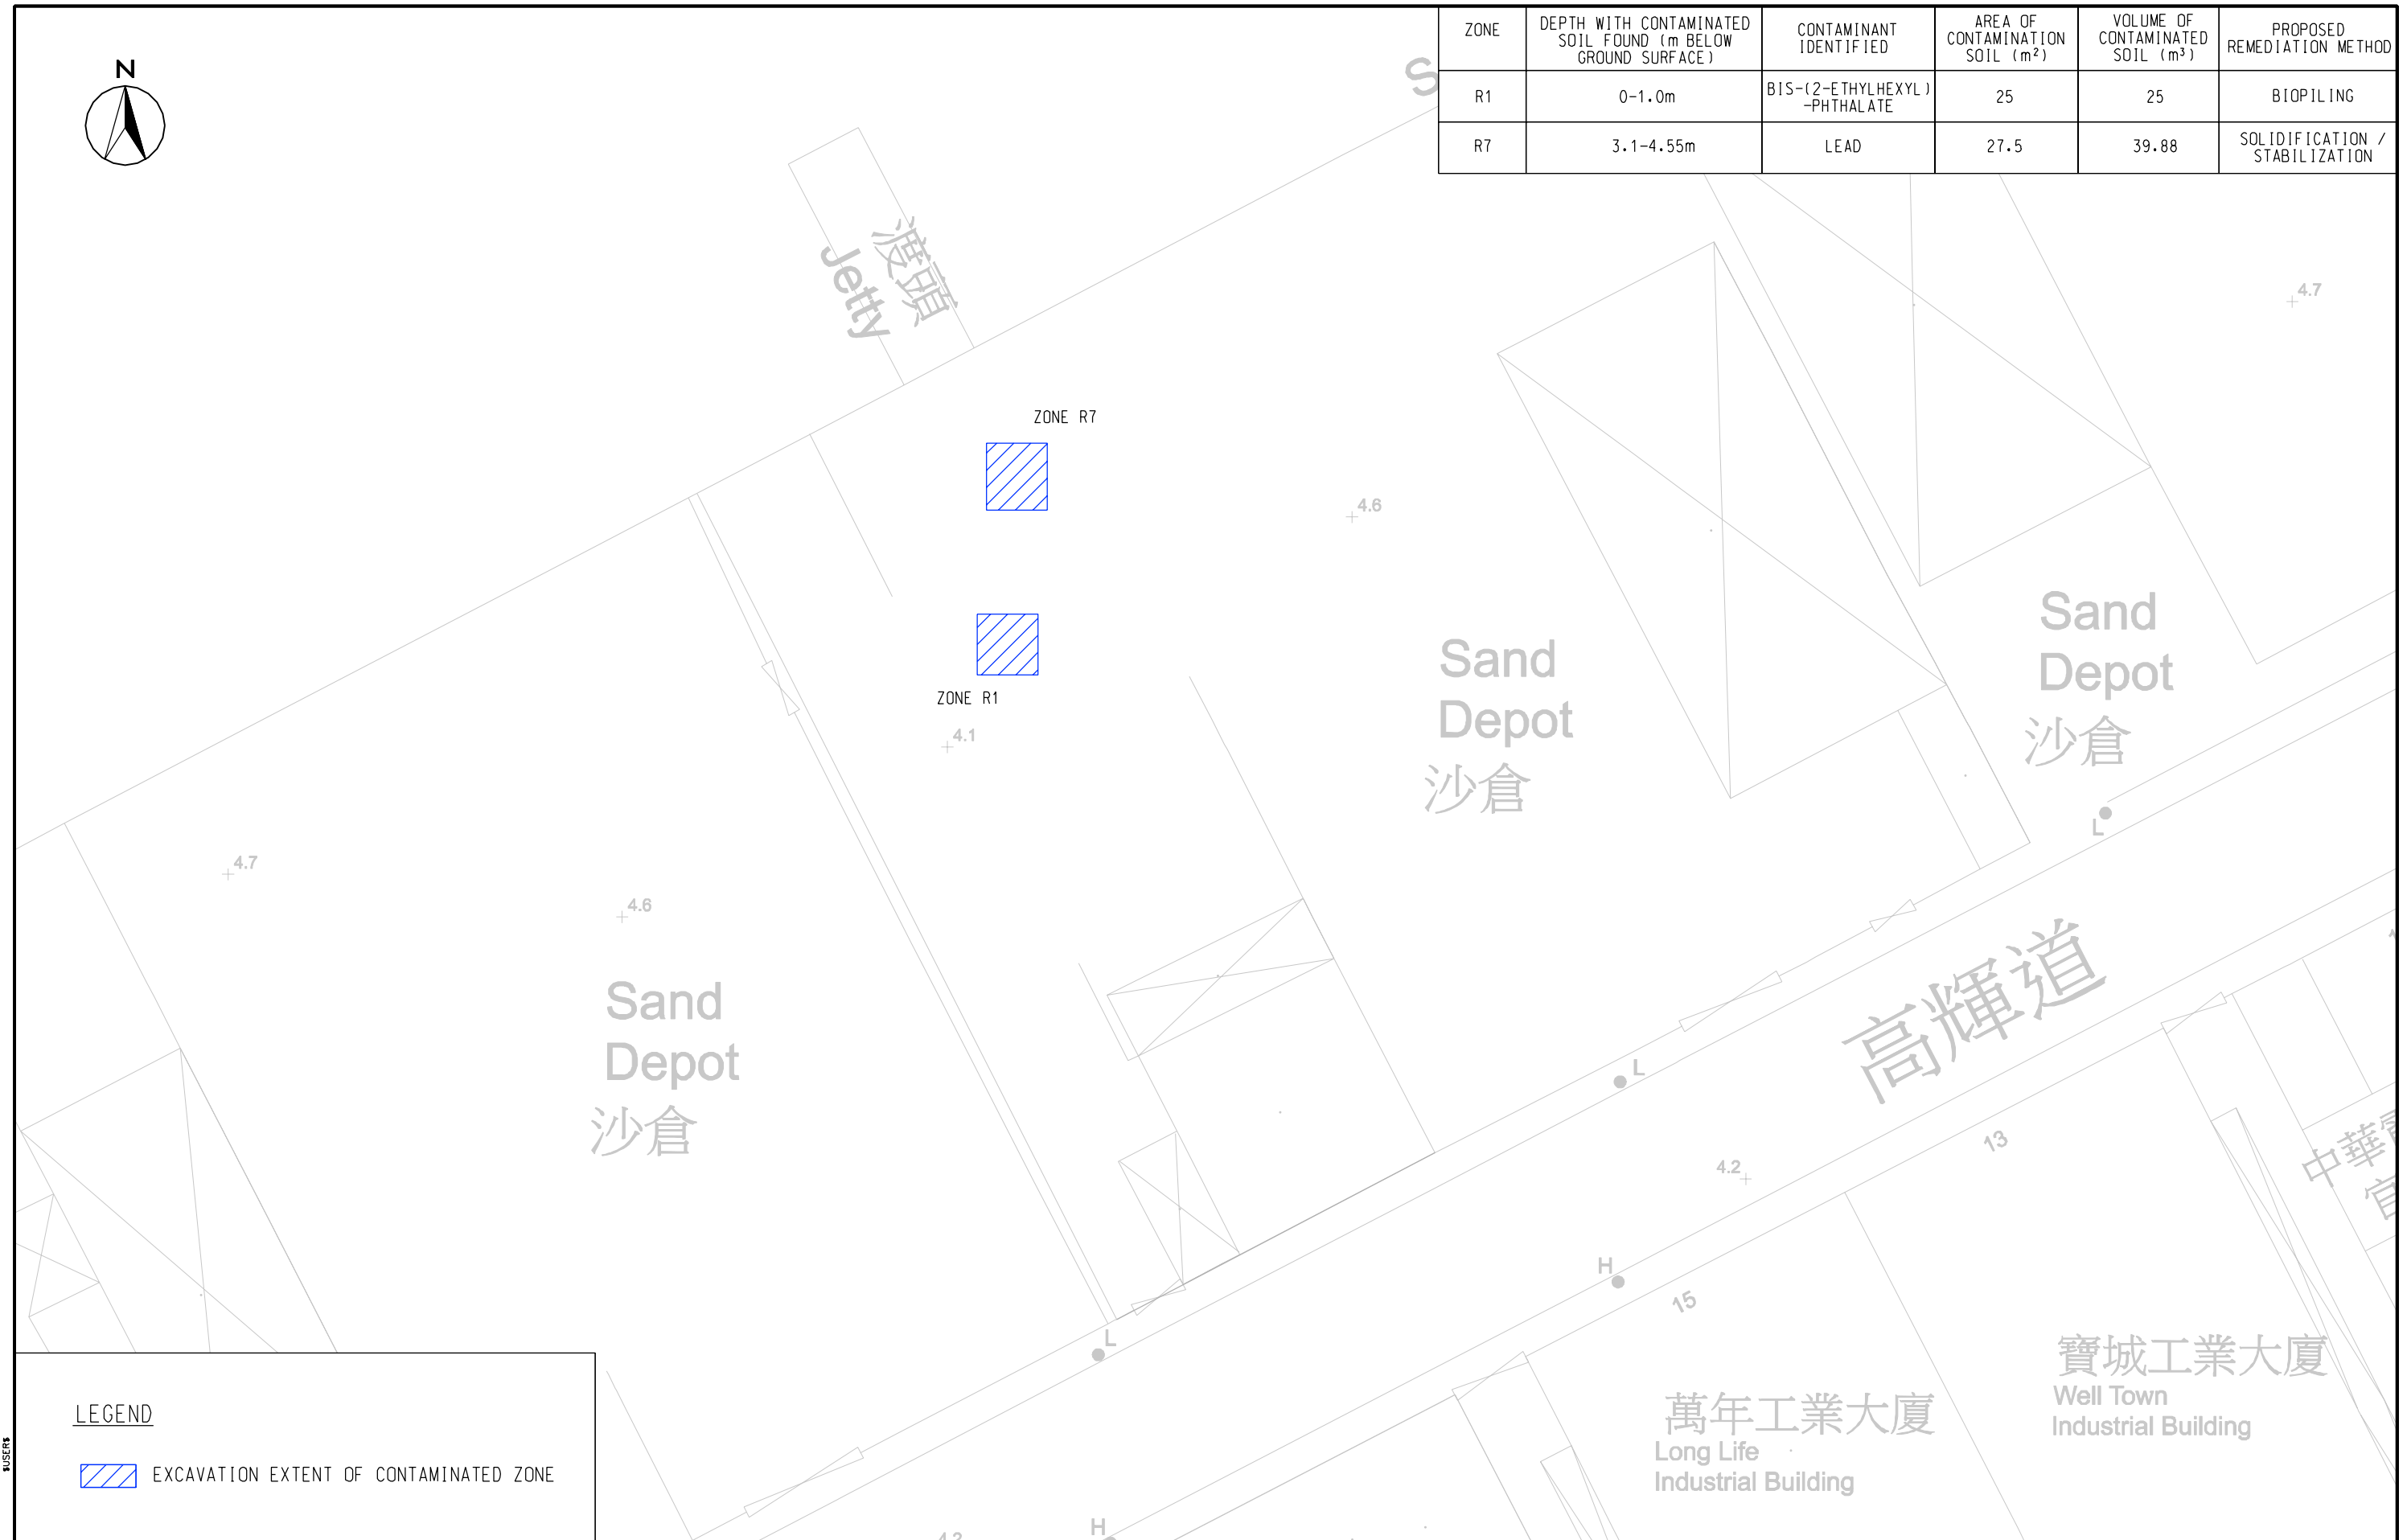 N
ZONE
DEPTH WITH CONTAMINATED
SOIL FOUND (m BELOW
GROUND SURFACE)
CONTAMINANT
IDENTIFIED
AREA OF
CONTAMINATION
SOIL (m²)
VOLUME OF
CONTAMINATED
SOIL (m³)
PROPOSED
REMEDIATION METHOD
R1
0-1.0m
BIS-(2-ETHYLHEXYL)
-PHTHALATE
25
25
BIOPILING
R7
3.1-4.55m
LEAD
27.5
39.88
SOLIDIFICATION /
STABILIZATION
S
渡頭
Jetty
4.7
ZONE R7
4.6
Sand
Depot
沙倉
Sand
Depot
沙倉
ZONE R1
4.1
L
4.7
4.6
Sand
Depot
沙倉
高輝道
L
13
4.2
中華
H
15
L
寶城工業大廈
Well Town
Industrial Building
萬年工業大廈
Long Life
Industrial Building
LEGEND
EXCAVATION EXTENT OF CONTAMINATED ZONE
$USER$
4.2
H